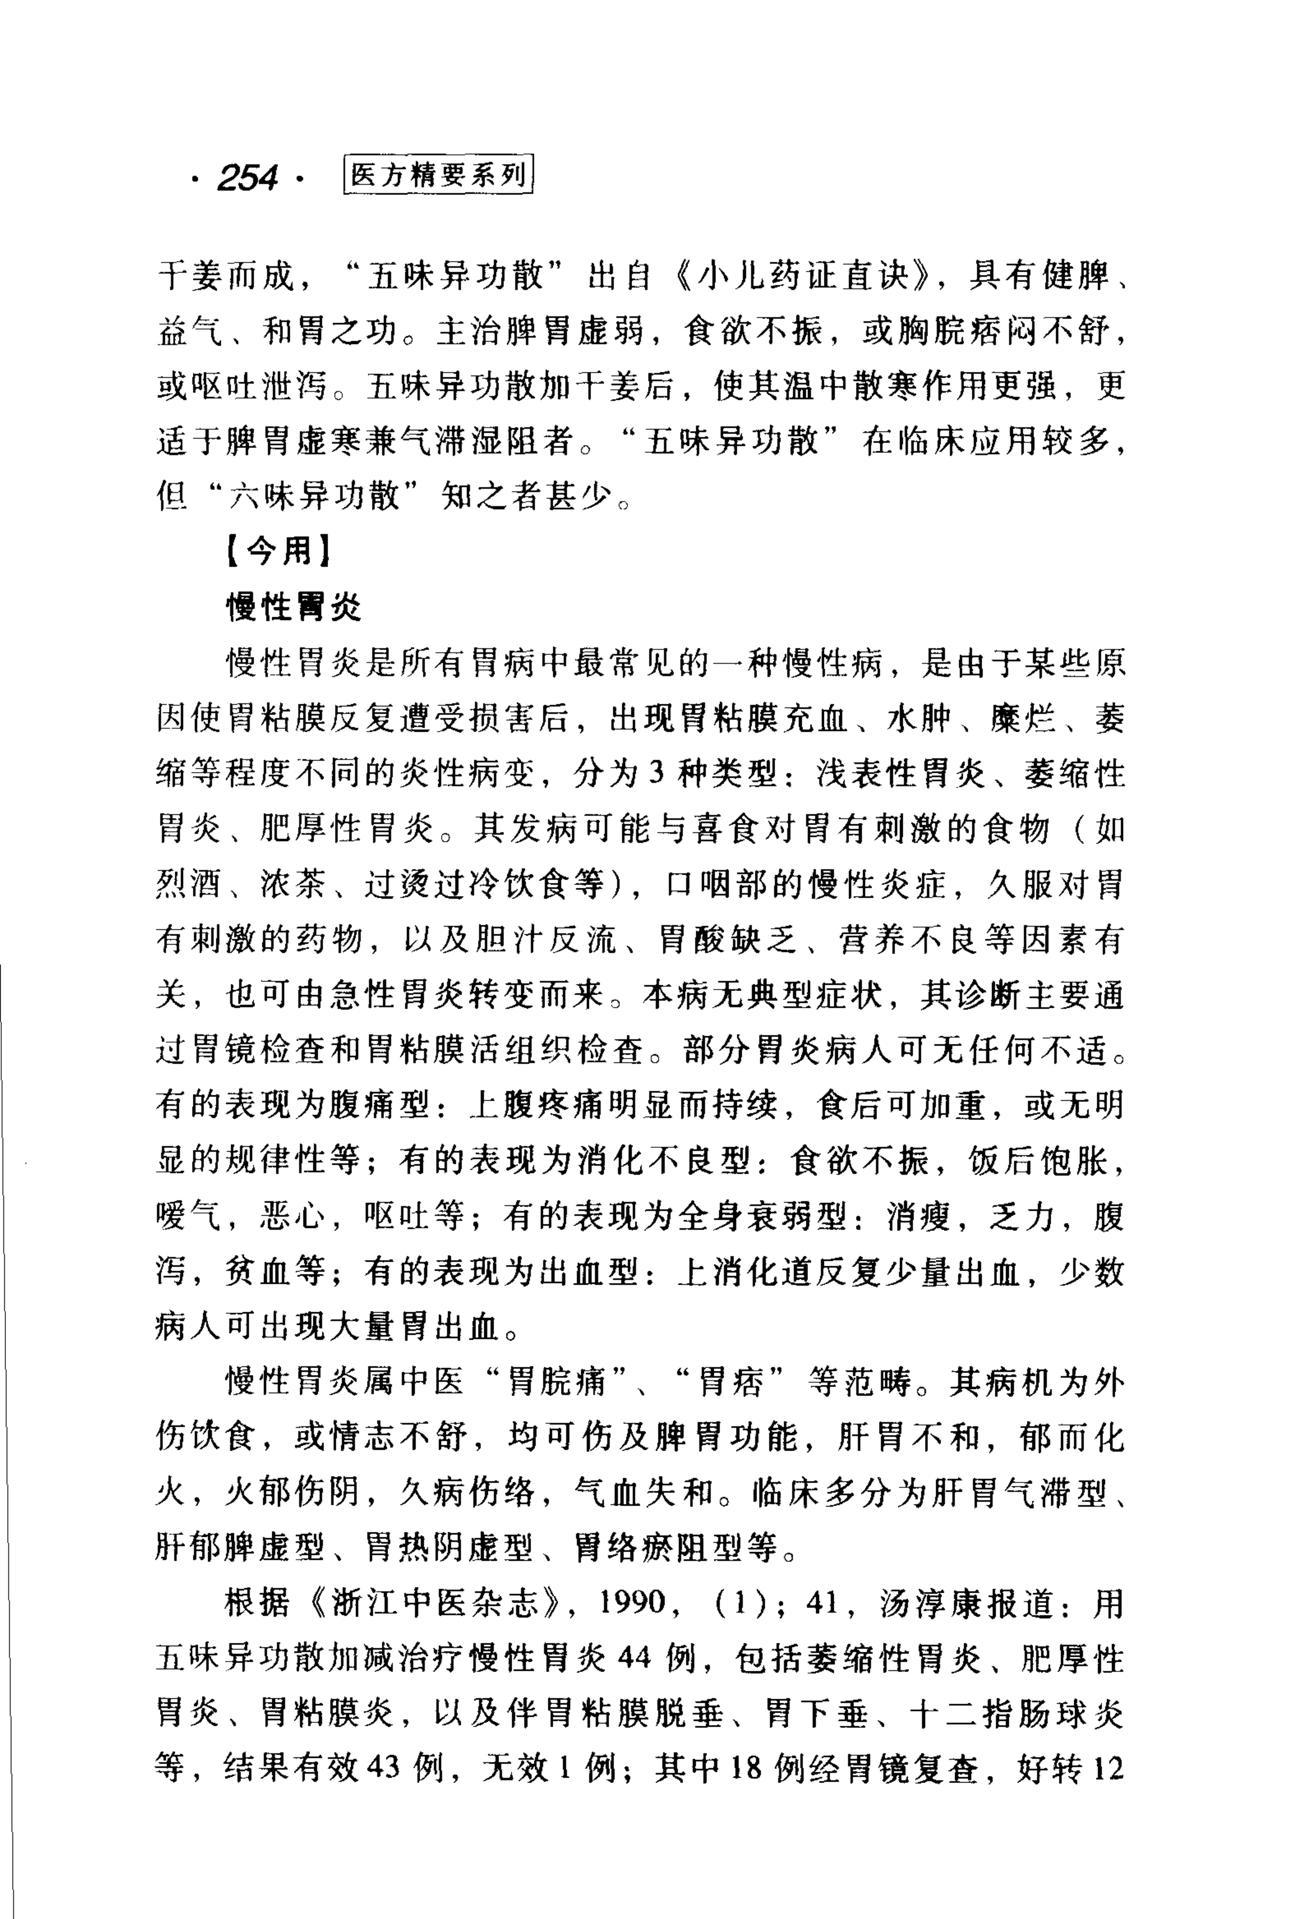 ·254· 医方精要系列
干姜而成，“五味异功散”出自《小儿药证直诀》，具有健脾、
益气、和胃之功。主治脾胃虚弱，食欲不振，或胸脘痞闷不舒，
或呕吐泄泻。五味异功散加干姜后，使其温中散寒作用更强，更
适于脾胃虚寒兼气滞湿阻者。“五味异功散”在临床应用较多，
但“六味异功散”知之者甚少。
【今用】
慢性胃炎
慢性胃炎是所有胃病中最常见的一种慢性病，是由于某些原
因使胃粘膜反复遭受损害后，出现胃粘膜充血、水肿、糜烂、萎
缩等程度不同的炎性病变，分为3种类型：浅表性胃炎、萎缩性
胃炎、肥厚性胃炎。其发病可能与喜食对胃有刺激的食物（如
烈酒、浓茶、过烫过冷饮食等），口咽部的慢性炎症，久服对胃
有刺激的药物，以及胆汁反流、胃酸缺乏、营养不良等因素有
关，也可由急性胃炎转变而来。本病无典型症状，其诊断主要通
过胃镜检查和胃粘膜活组织检查。部分胃炎病人可无任何不适。
有的表现为腹痛型：上腹疼痛明显而持续，食后可加重，或无明
显的规律性等；有的表现为消化不良型：食欲不振，饭后饱胀，
嗳气，恶心，呕吐等；有的表现为全身衰弱型：消瘦，乏力，腹
泻，贫血等；有的表现为出血型：上消化道反复少量出血，少数
病人可出现大量胃出血。
慢性胃炎属中医“胃脘痛”、“胃痞”等范畴。其病机为外
伤饮食，或情志不舒，均可伤及脾胃功能，肝胃不和，郁而化
火，火郁伤阴，久病伤络，气血失和。临床多分为肝胃气滞型、
肝郁脾虚型、胃热阴虚型、胃络瘀阻型等。
根据《浙江中医杂志》，1990，（1）；41，汤淳康报道：用
五味异功散加减治疗慢性胃炎44例，包括萎缩性胃炎、肥厚性
胃炎、胃粘膜炎，以及伴胃粘膜脱垂、胃下垂、十二指肠球炎
等，结果有效43例，无效1例；其中18例经胃镜复查，好转12